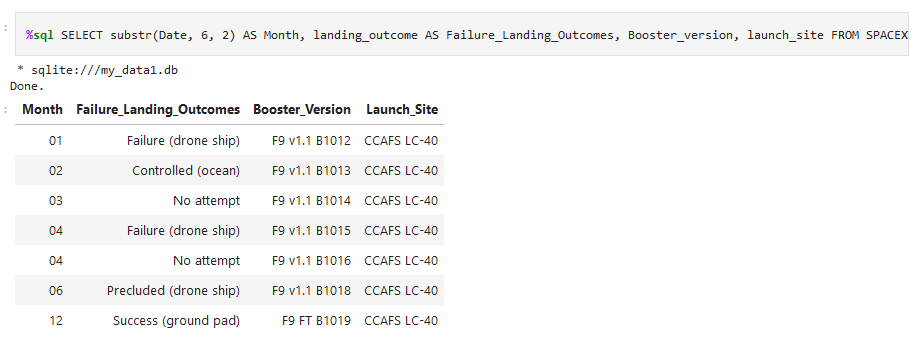 :
%sql SELECT substr(Date, 6, 2) AS Month, landing_outcome AS Failure_Landing_Outcomes, Booster_version, launch_site FROM SPACEX
* sqlite:///my_data1.db
Done.
: Month Failure_Landing_Outcomes Booster_Version Launch_Site
01 Failure (drone ship) F9 v1.1 B1012 CCAFS LC-40
02 Controlled (ocean) F9 v1.1 B1013 CCAFS LC-40
03 No attempt F9 v1.1 B1014 CCAFS LC-40
04 Failure (drone ship) F9 v1.1 B1015 CCAFS LC-40
04 No attempt F9 v1.1 B1016 CCAFS LC-40
06 Precluded (drone ship) F9 v1.1 B1018 CCAFS LC-40
12 Success (ground pad) F9 FT B1019 CCAFS LC-40